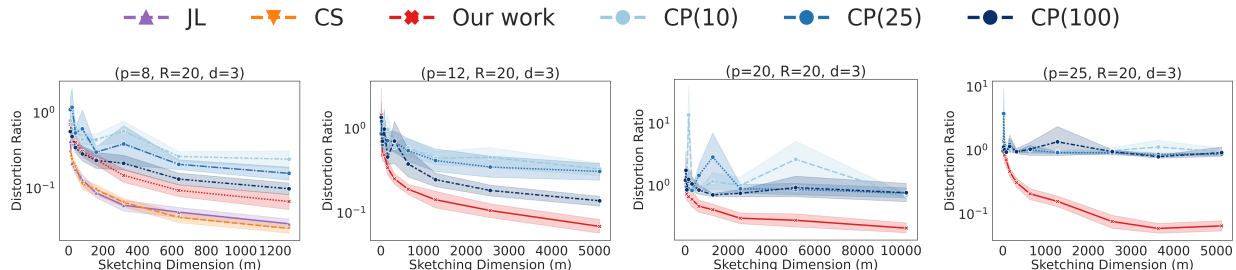 JL CS Our work CP(10) CP(25) CP(100)
(p=8, R=20, d=3)
Distortion Ratio
10⁰
10⁻¹
0 200 400 600 800 1000 1200
Sketching Dimension (m)
(p=12, R=20, d=3)
Distortion Ratio
10⁰
10⁻¹
0 1000 2000 3000 4000 5000
Sketching Dimension (m)
(p=20, R=20, d=3)
Distortion Ratio
10¹
10⁰
0 2000 4000 6000 8000 10000
Sketching Dimension (m)
(p=25, R=20, d=3)
Distortion Ratio
10¹
10⁰
10⁻¹
0 1000 2000 3000 4000 5000
Sketching Dimension (m)